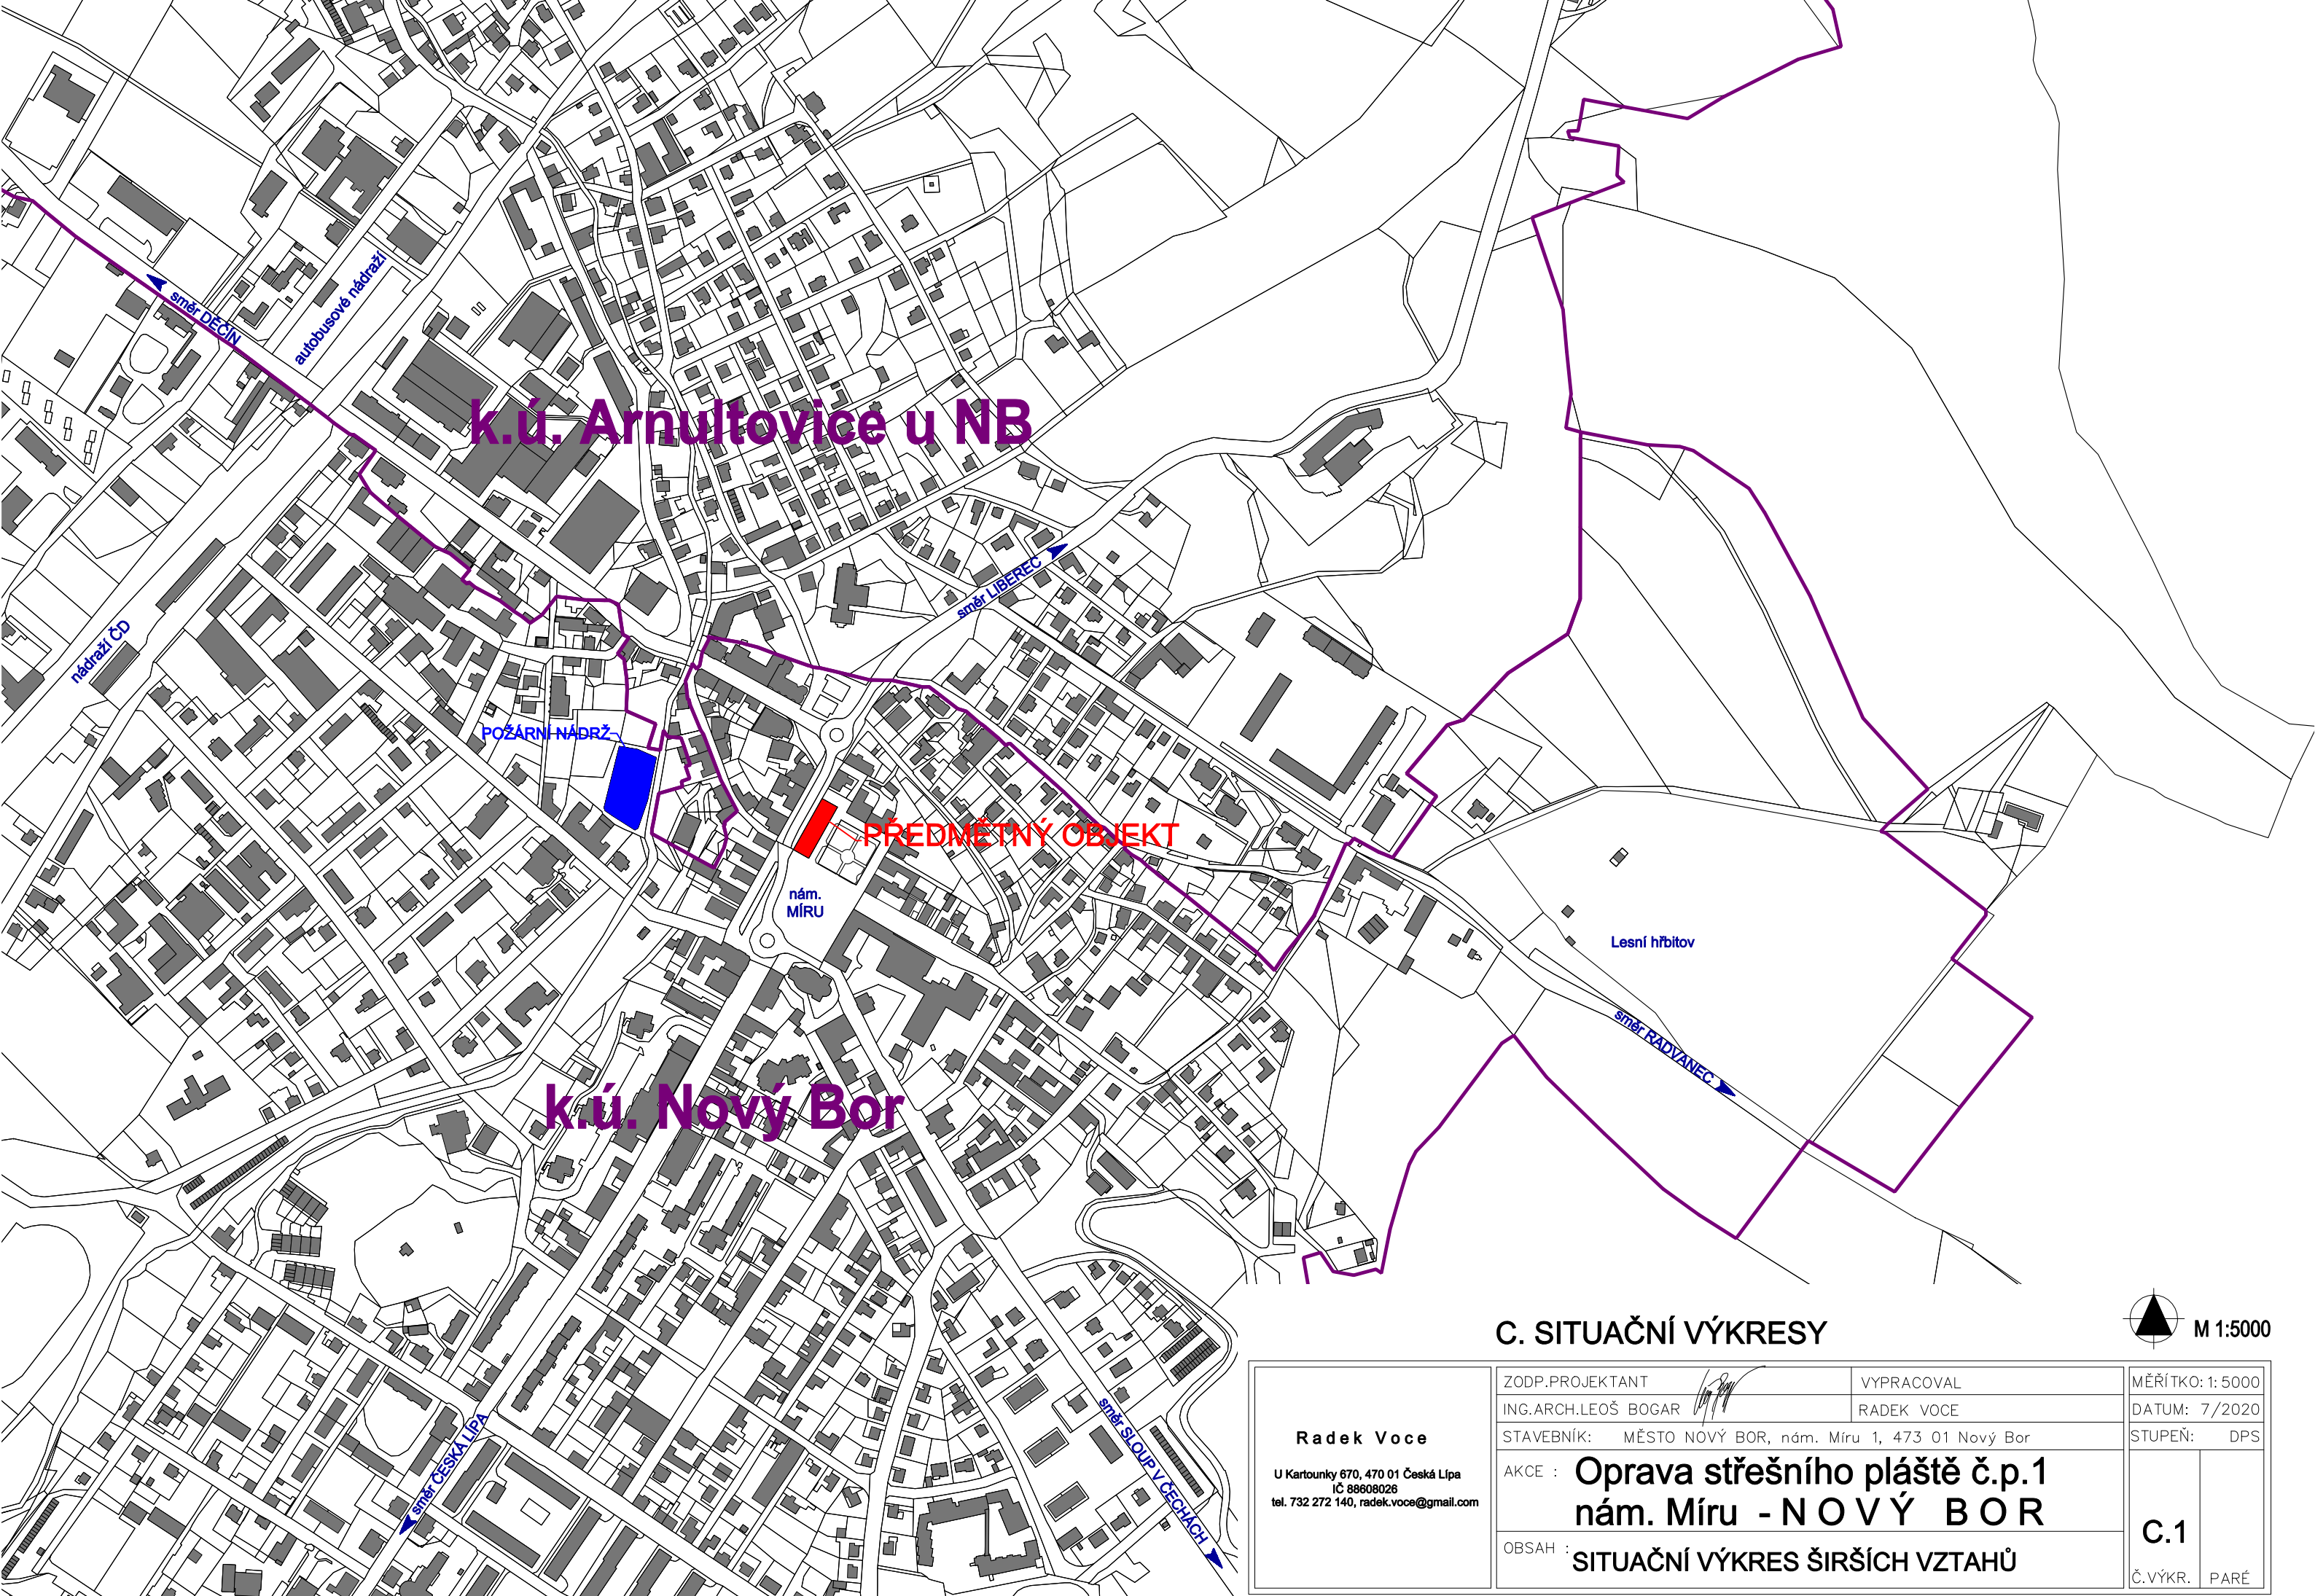 směr DĚČÍN
autobusové nádraží
k.ú. Arnultovice u NB
směr LIBEREC
nádraží ČD
POŽÁRNÍ NÁDRŽ
PŘEDMĚTNÝ OBJEKT
nám.
MÍRU
Lesní hřbitov
směr RADVANEC
k.ú. Nový Bor
směr ČESKÁ LÍPA
směr SLOUP V ČECHÁCH
C. SITUAČNÍ VÝKRESY
M 1:5000
Radek Voce
U Kartounky 670, 470 01 Česká Lípa
IČ 88608026
tel. 732 272 140, radek.voce@gmail.com
ZODP.PROJEKTANT
VYPRACOVAL
MĚŘÍTKO: 1: 5000
ING.ARCH.LEOŠ BOGAR
RADEK VOCE
DATUM: 7/2020
STAVEBNÍK: MĚSTO NOVÝ BOR, nám. Míru 1, 473 01 Nový Bor
STUPEŇ: DPS
AKCE : Oprava střešního pláště č.p.1
nám. Míru - NOVÝ BOR
C.1
OBSAH : SITUAČNÍ VÝKRES ŠIRŠÍCH VZTAHŮ
Č.VÝKR. PARÉ